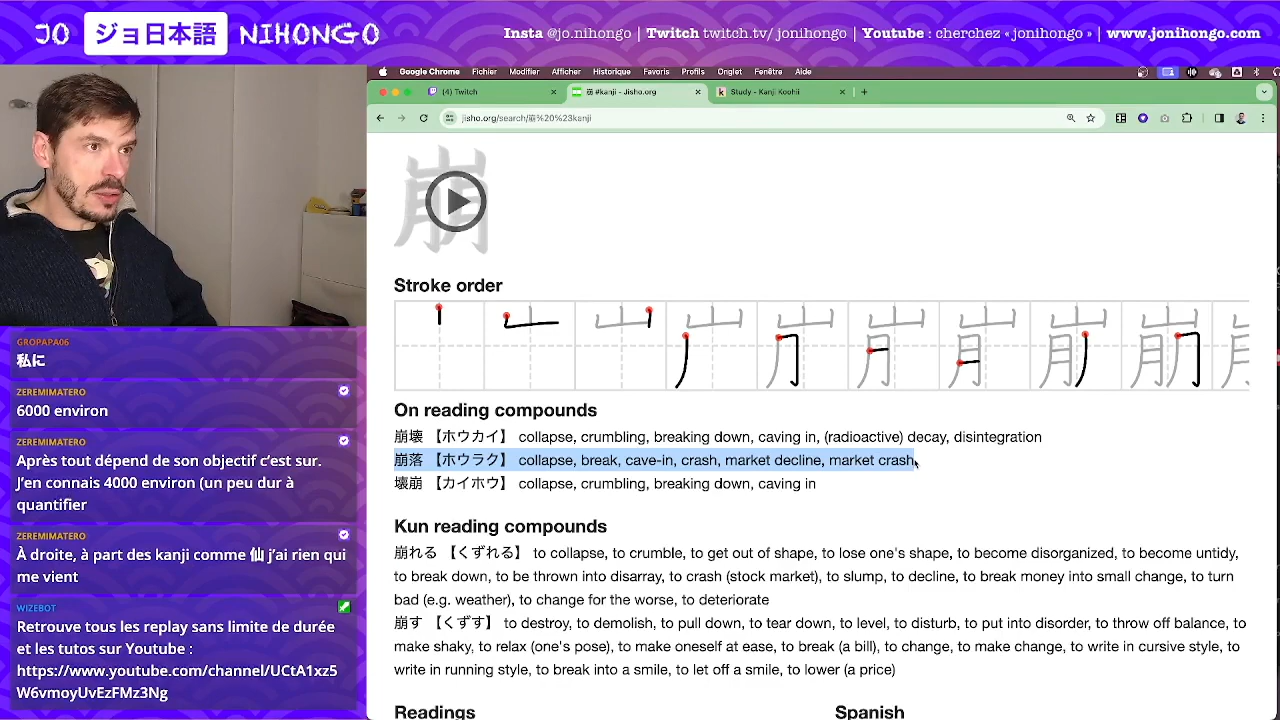 JO ジョ日本語 NIHONGO
Insta @jo.nihongo | Twitch twitch.tv/ jonihongo | Youtube : cherchez « jonihongo » | www.jonihongo.com
Google Chrome Fichier Modifier Afficher Historique Favoris Profils Onglet Fenêtre Aide
(4) Twitch
崩 #kanji - Jisho.org
Study - Kanji Koohii
jisho.org/search/崩%20%23kanji
崩
Stroke order
On reading compounds
崩壊 【ホウカイ】 collapse, crumbling, breaking down, caving in, (radioactive) decay, disintegration
崩落 【ホウラク】 collapse, break, cave-in, crash, market decline, market crash
壊崩 【カイホウ】 collapse, crumbling, breaking down, caving in
Kun reading compounds
崩れる 【くずれる】 to collapse, to crumble, to get out of shape, to lose one's shape, to become disorganized, to become untidy,
to break down, to be thrown into disarray, to crash (stock market), to slump, to decline, to break money into small change, to turn
bad (e.g. weather), to change for the worse, to deteriorate
崩す 【くずす】 to destroy, to demolish, to pull down, to tear down, to level, to disturb, to put into disorder, to throw off balance, to
make shaky, to relax (one's pose), to make oneself at ease, to break (a bill), to change, to make change, to write in cursive style, to
write in running style, to break into a smile, to let off a smile, to lower (a price)
Readings
Spanish
GROPAPA06
私に
ZEREMIMATERO
6000 environ
ZEREMIMATERO
Après tout dépend de son objectif c'est sur.
J'en connais 4000 environ (un peu dur à
quantifier
ZEREMIMATERO
À droite, à part des kanji comme 仙 j'ai rien qui
me vient
WIZEBOT
Retrouve tous les replay sans limite de durée
et les tutos sur Youtube :
https://www.youtube.com/channel/UCtA1xz5
W6vmoyUvEzFMz3Ng